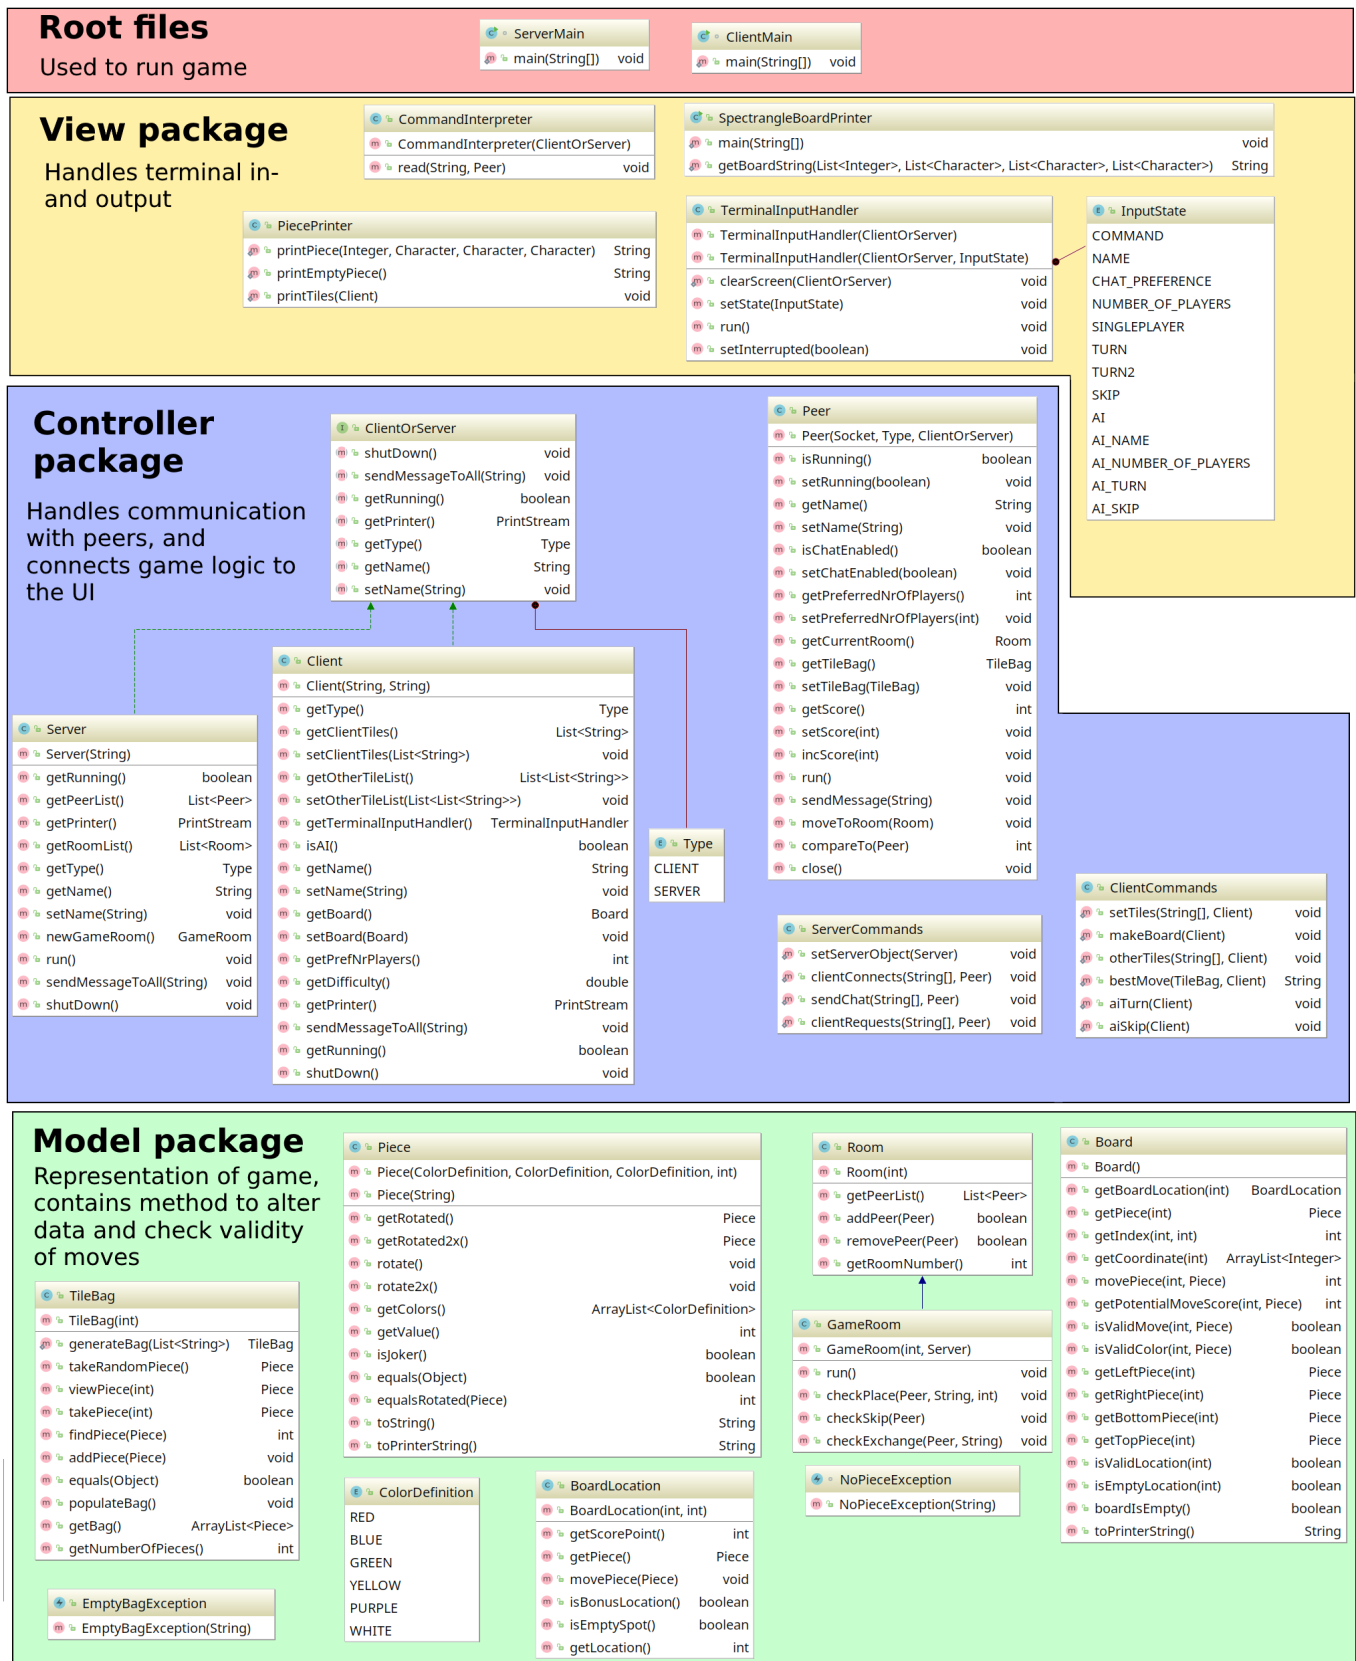 Root files
Used to run game
ServerMain
main(String[]) void
ClientMain
main(String[]) void
View package
Handles terminal in-
and output
CommandInterpreter
CommandInterpreter(ClientOrServer)
read(String, Peer) void
SpectrangleBoardPrinter
main(String[]) void
getBoardString(List<Integer>, List<Character>, List<Character>, List<Character>) String
PiecePrinter
printPiece(Integer, Character, Character, Character) String
printEmptyPiece() String
printTiles(Client) void
TerminalInputHandler
TerminalInputHandler(ClientOrServer)
TerminalInputHandler(ClientOrServer, InputState)
clearScreen(ClientOrServer) void
setState(InputState) void
run() void
setInterrupted(boolean) void
InputState
COMMAND
NAME
CHAT_PREFERENCE
NUMBER_OF_PLAYERS
SINGLEPLAYER
TURN
TURN2
SKIP
AI
AI_NAME
AI_NUMBER_OF_PLAYERS
AI_TURN
AI_SKIP
Controller
package
Handles communication
with peers, and
connects game logic to
the UI
ClientOrServer
shutDown() void
sendMessageToAll(String) void
getRunning() boolean
getPrinter() PrintStream
getType() Type
getName() String
setName(String) void
Peer
Peer(Socket, Type, ClientOrServer)
isRunning() boolean
setRunning(boolean) void
getName() String
setName(String) void
isChatEnabled() boolean
setChatEnabled(boolean) void
getPreferredNrOfPlayers() int
setPreferredNrOfPlayers(int) void
getCurrentRoom() Room
getTileBag() TileBag
setTileBag(TileBag) void
getScore() int
setScore(int) void
incScore(int) void
run() void
sendMessage(String) void
moveToRoom(Room) void
compareTo(Peer) int
close() void
Server
Server(String)
getRunning() boolean
getPeerList() List<Peer>
getPrinter() PrintStream
getRoomList() List<Room>
getType() Type
getName() String
setName(String) void
newGameRoom() GameRoom
run() void
sendMessageToAll(String) void
shutDown() void
Client
Client(String, String)
getType() Type
getClientTiles() List<String>
setClientTiles(List<String>) void
getOtherTileList() List<List<String>>
setOtherTileList(List<List<String>>) void
getTerminalInputHandler() TerminalInputHandler
isAI() boolean
getName() String
setName(String) void
getBoard() Board
setBoard(Board) void
getPrefNrPlayers() int
getDifficulty() double
getPrinter() PrintStream
sendMessageToAll(String) void
getRunning() boolean
shutDown() void
Type
CLIENT
SERVER
ServerCommands
setServerObject(Server) void
clientConnects(String[], Peer) void
sendChat(String[], Peer) void
clientRequests(String[], Peer) void
ClientCommands
setTiles(String[], Client) void
makeBoard(Client) void
otherTiles(String[], Client) void
bestMove(TileBag, Client) String
aiTurn(Client) void
aiSkip(Client) void
Model package
Representation of game,
contains method to alter
data and check validity
of moves
TileBag
TileBag(int)
generateBag(List<String>) TileBag
takeRandomPiece() Piece
viewPiece(int) Piece
takePiece(int) Piece
findPiece(Piece) int
addPiece(Piece) void
equals(Object) boolean
populateBag() void
getBag() ArrayList<Piece>
getNumberOfPieces() int
EmptyBagException
EmptyBagException(String)
Piece
Piece(ColorDefinition, ColorDefinition, ColorDefinition, int)
Piece(String)
getRotated() Piece
getRotated2x() Piece
rotate() void
rotate2x() void
getColors() ArrayList<ColorDefinition>
getValue() int
isJoker() boolean
equals(Object) boolean
equalsRotated(Piece) int
toString() String
toPrinterString() String
ColorDefinition
RED
BLUE
GREEN
YELLOW
PURPLE
WHITE
BoardLocation
BoardLocation(int, int)
getScorePoint() int
getPiece() Piece
movePiece(Piece) void
isBonusLocation() boolean
isEmptySpot() boolean
getLocation() int
Room
Room(int)
getPeerList() List<Peer>
addPeer(Peer) boolean
removePeer(Peer) boolean
getRoomNumber() int
GameRoom
GameRoom(int, Server)
run() void
checkPlace(Peer, String, int) void
checkSkip(Peer) void
checkExchange(Peer, String) void
NoPieceException
NoPieceException(String)
Board
Board()
getBoardLocation(int) BoardLocation
getPiece(int) Piece
getIndex(int, int) int
getCoordinate(int) ArrayList<Integer>
movePiece(int, Piece) int
getPotentialMoveScore(int, Piece) int
isValidMove(int, Piece) boolean
isValidColor(int, Piece) boolean
getLeftPiece(int) Piece
getRightPiece(int) Piece
getBottomPiece(int) Piece
getTopPiece(int) Piece
isValidLocation(int) boolean
isEmptyLocation(int) boolean
boardIsEmpty() boolean
toPrinterString() String